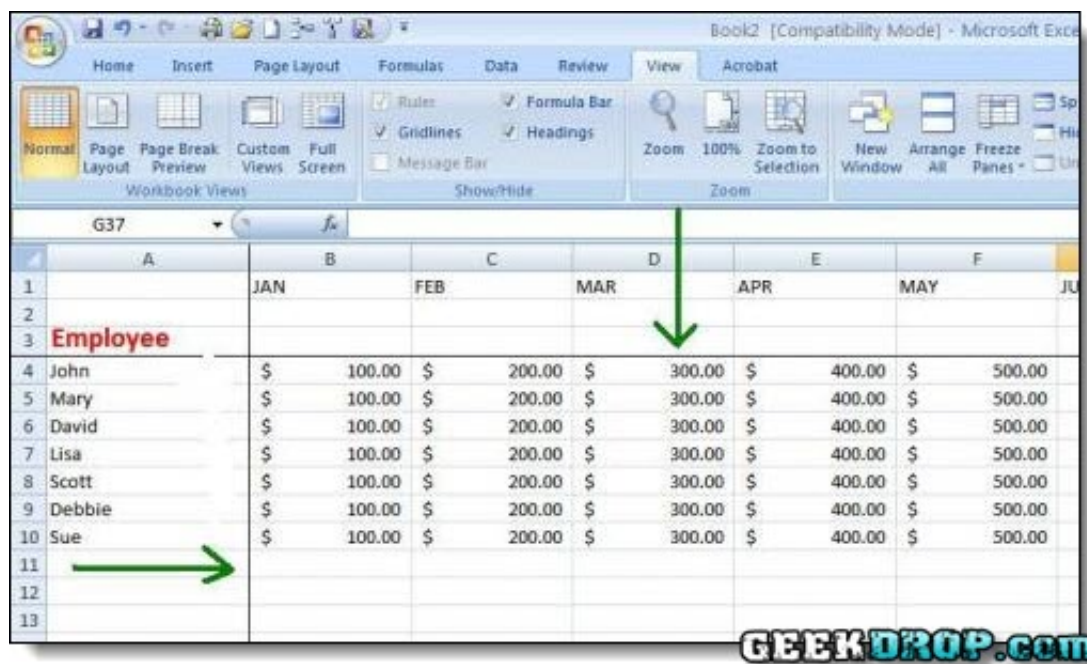 Book2 [Compatibility Mode] - Microsoft Exce
Home Insert Page Layout Formulas Data Review View Acrobat
Normal Page Layout Page Break Preview Custom Views Full Screen
Ruler Formula Bar
Gridlines Headings
Message Bar
Zoom 100% Zoom to Selection
New Window Arrange All Freeze Panes
Sp
Hi
Un
Workbook Views Show/Hide Zoom
G37 fx
A B C D E F
1 JAN FEB MAR APR MAY JU
2
3 Employee
4 John $ 100.00 $ 200.00 $ 300.00 $ 400.00 $ 500.00
5 Mary $ 100.00 $ 200.00 $ 300.00 $ 400.00 $ 500.00
6 David $ 100.00 $ 200.00 $ 300.00 $ 400.00 $ 500.00
7 Lisa $ 100.00 $ 200.00 $ 300.00 $ 400.00 $ 500.00
8 Scott $ 100.00 $ 200.00 $ 300.00 $ 400.00 $ 500.00
9 Debbie $ 100.00 $ 200.00 $ 300.00 $ 400.00 $ 500.00
10 Sue $ 100.00 $ 200.00 $ 300.00 $ 400.00 $ 500.00
11
12
13
GEEKDROP.com